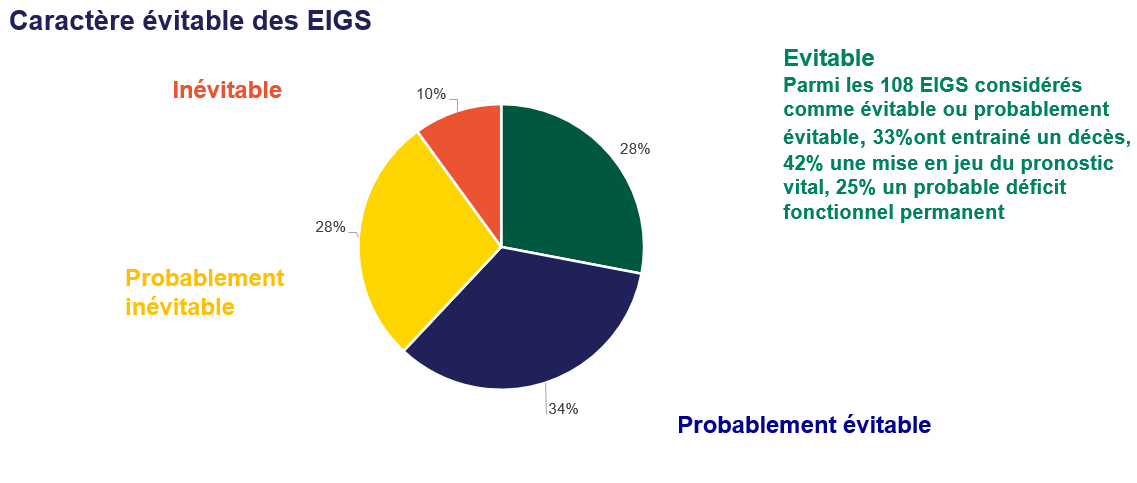 Caractère évitable des EIGS
Evitable
Parmi les 108 EIGS considérés
comme évitable ou probablement
évitable, 33%ont entrainé un décès,
42% une mise en jeu du pronostic
vital, 25% un probable déficit
fonctionnel permanent
Inévitable
10%
28%
28%
Probablement
inévitable
34%
Probablement évitable